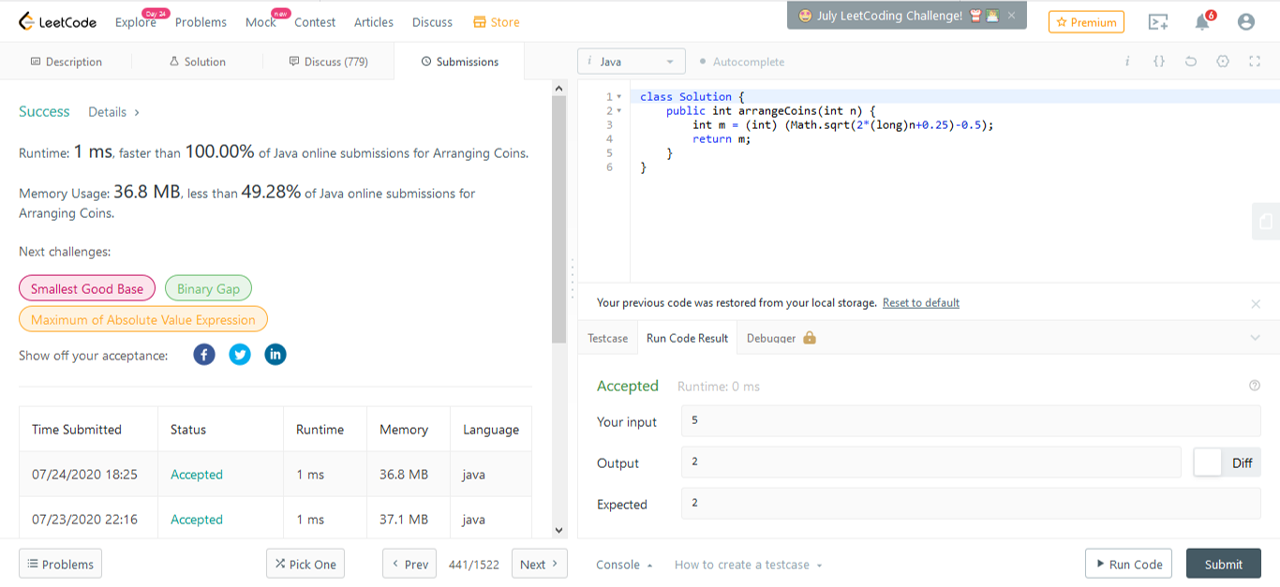 LeetCode
Explore Day 24 Problems Mock new Contest Articles Discuss Store
July LeetCoding Challenge! ×
Premium
6
Description Solution Discuss (779) Submissions
i Java Autocomplete
Success Details >
Runtime: 1 ms, faster than 100.00% of Java online submissions for Arranging Coins.
Memory Usage: 36.8 MB, less than 49.28% of Java online submissions for
Arranging Coins.
Next challenges:
Smallest Good Base Binary Gap
Maximum of Absolute Value Expression
Show off your acceptance:
Time Submitted Status Runtime Memory Language
07/24/2020 18:25 Accepted 1 ms 36.8 MB java
07/23/2020 22:16 Accepted 1 ms 37.1 MB java
Problems Pick One < Prev 441/1522 Next >
1 class Solution {
2 public int arrangeCoins(int n) {
3 int m = (int) (Math.sqrt(2*(long)n+0.25)-0.5);
4 return m;
5 }
6 }
Your previous code was restored from your local storage. Reset to default
Testcase Run Code Result Debugger
Accepted Runtime: 0 ms
Your input 5
Output 2 Diff
Expected 2
Console How to create a testcase Run Code Submit